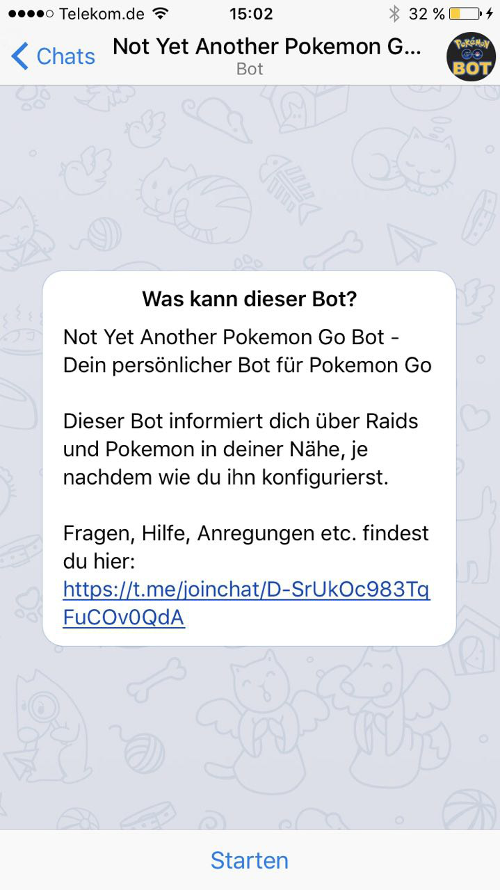 Telekom.de 15:02 32 %
Chats Not Yet Another Pokemon G...
Bot
POKÉMON
GO
BOT
Was kann dieser Bot?
Not Yet Another Pokemon Go Bot -
Dein persönlicher Bot für Pokemon Go
Dieser Bot informiert dich über Raids
und Pokemon in deiner Nähe, je
nachdem wie du ihn konfigurierst.
Fragen, Hilfe, Anregungen etc. findest
du hier:
https://t.me/joinchat/D-SrUkOc983Tq
FuCOv0QdA
Starten